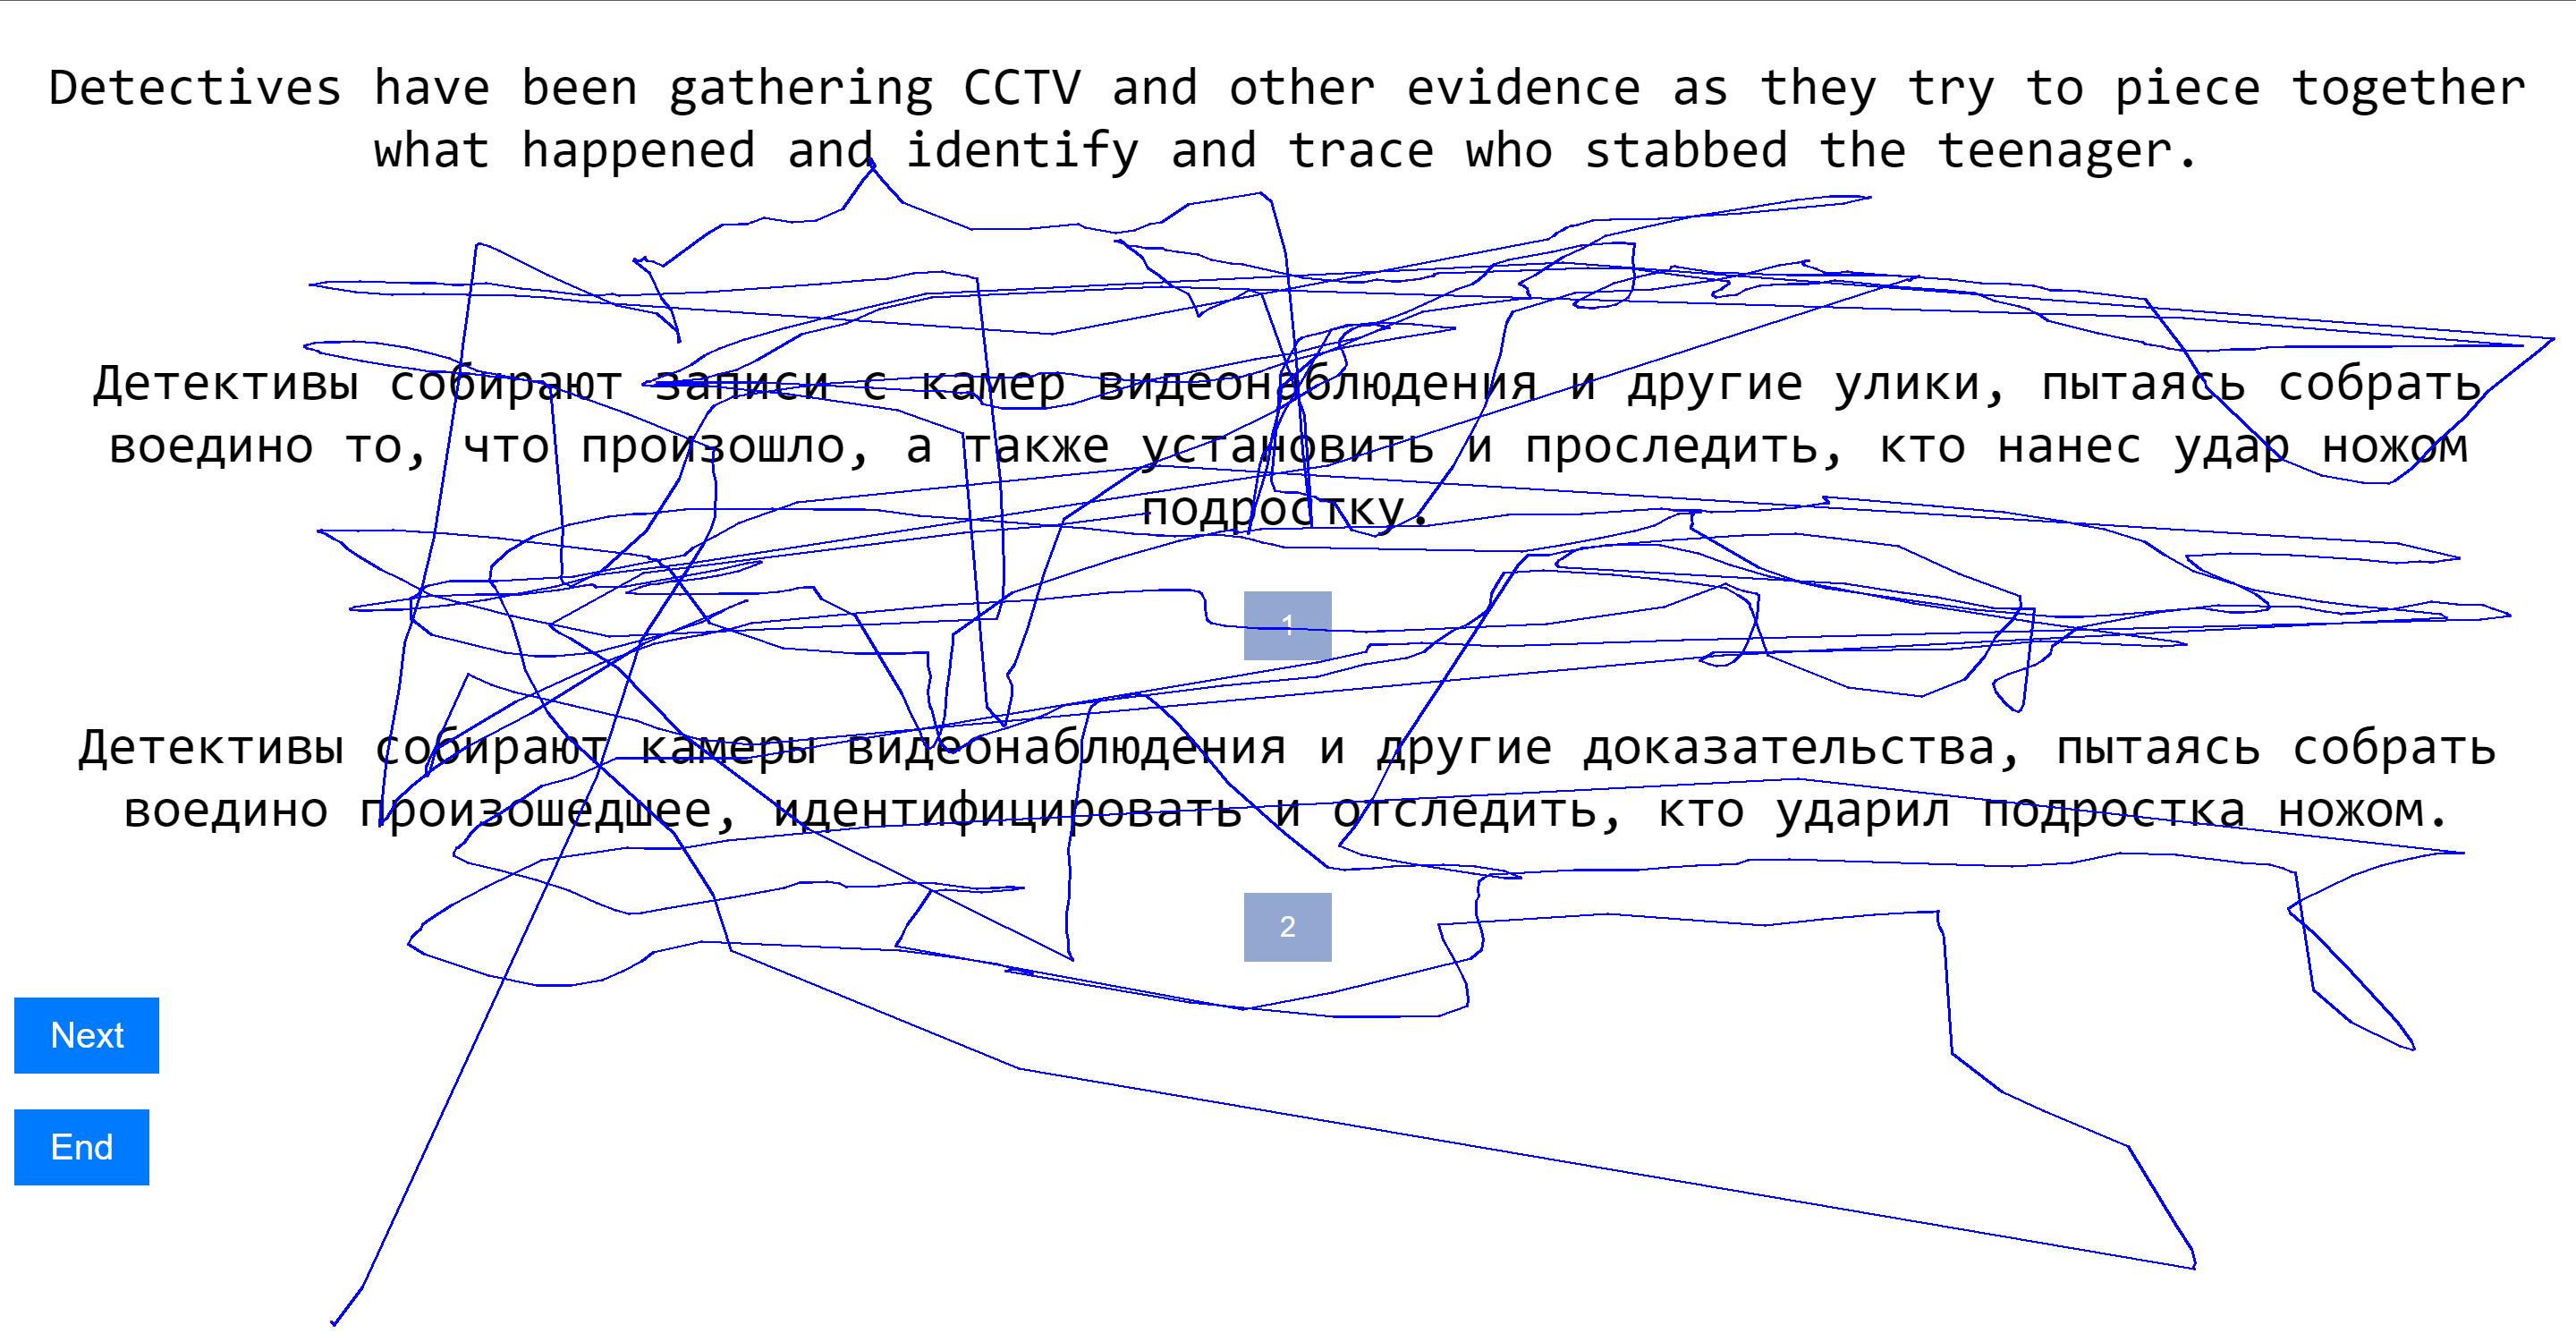 Detectives have been gathering CCTV and other evidence as they try to piece together
what happened and identify and trace who stabbed the teenager.
Детективы собирают записи с камер видеонаблюдения и другие улики, пытаясь собрать
воедино то, что произошло, а также установить и проследить, кто нанес удар ножом
подростку.
1
Детективы собирают камеры видеонаблюдения и другие доказательства, пытаясь собрать
воедино произошедшее, идентифицировать и отследить, кто ударил подростка ножом.
2
Next
End